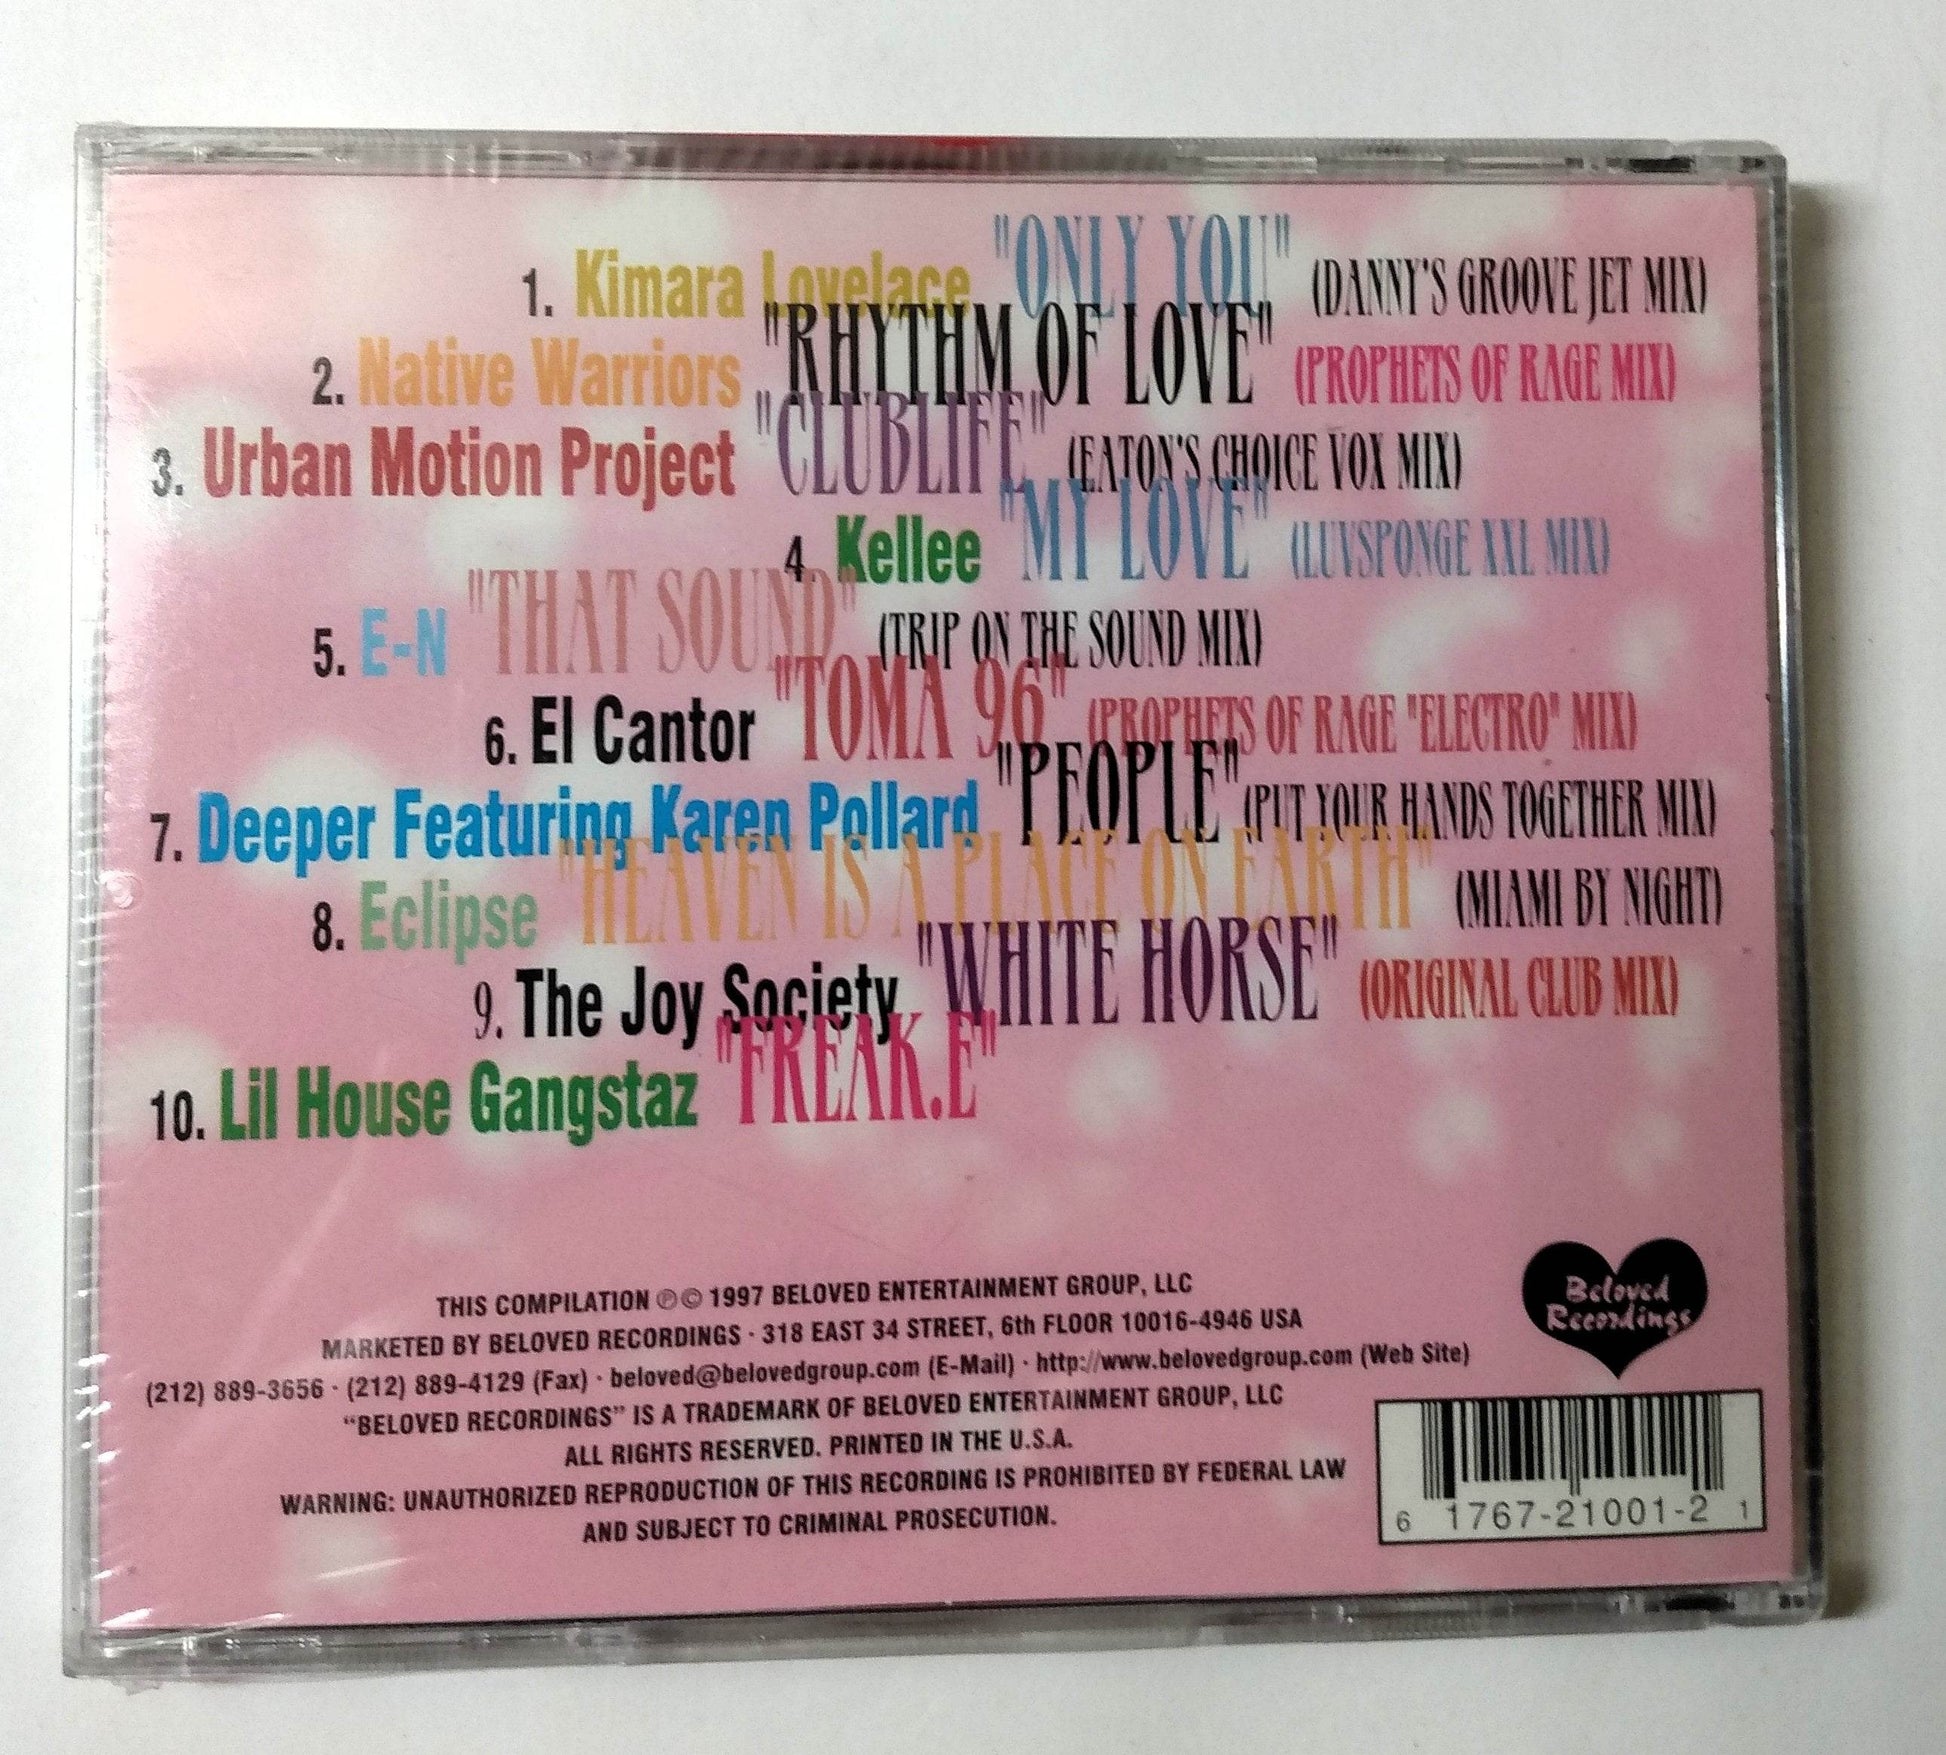 1. Kimara Lovelace "ONLY YOU" (DANNY'S GROOVE JET MIX)
2. Native Warriors "RHYTHM OF LOVE" (PROPHETS OF RAGE MIX)
3. Urban Motion Project "CLUBLIFE" (EATON'S CHOICE VOX MIX)
4. Kellee "MY LOVE" (LUVSPONGE XXL MIX)
5. E-N "THAT SOUND" (TRIP ON THE SOUND MIX)
6. El Cantor "TOMA 96" (PROPHETS OF RAGE "ELECTRO" MIX)
7. Deeper Featuring Karen Pollard "PEOPLE" (PUT YOUR HANDS TOGETHER MIX)
8. Eclipse "HEAVEN IS A PLACE ON EARTH" (MIAMI BY NIGHT)
9. The Joy Society "WHITE HORSE" (ORIGINAL CLUB MIX)
10. Lil House Gangstaz "FREAK.E"
THIS COMPILATION ℗© 1997 BELOVED ENTERTAINMENT GROUP, LLC
MARKETED BY BELOVED RECORDINGS · 318 EAST 34 STREET, 6th FLOOR 10016-4946 USA
(212) 889-3656 · (212) 889-4129 (Fax) · beloved@belovedgroup.com (E-Mail) · http://www.belovedgroup.com (Web Site)
“BELOVED RECORDINGS” IS A TRADEMARK OF BELOVED ENTERTAINMENT GROUP, LLC
ALL RIGHTS RESERVED. PRINTED IN THE U.S.A.
WARNING: UNAUTHORIZED REPRODUCTION OF THIS RECORDING IS PROHIBITED BY FEDERAL LAW
AND SUBJECT TO CRIMINAL PROSECUTION.
Beloved
Recordings
6 1767-21001-2 1